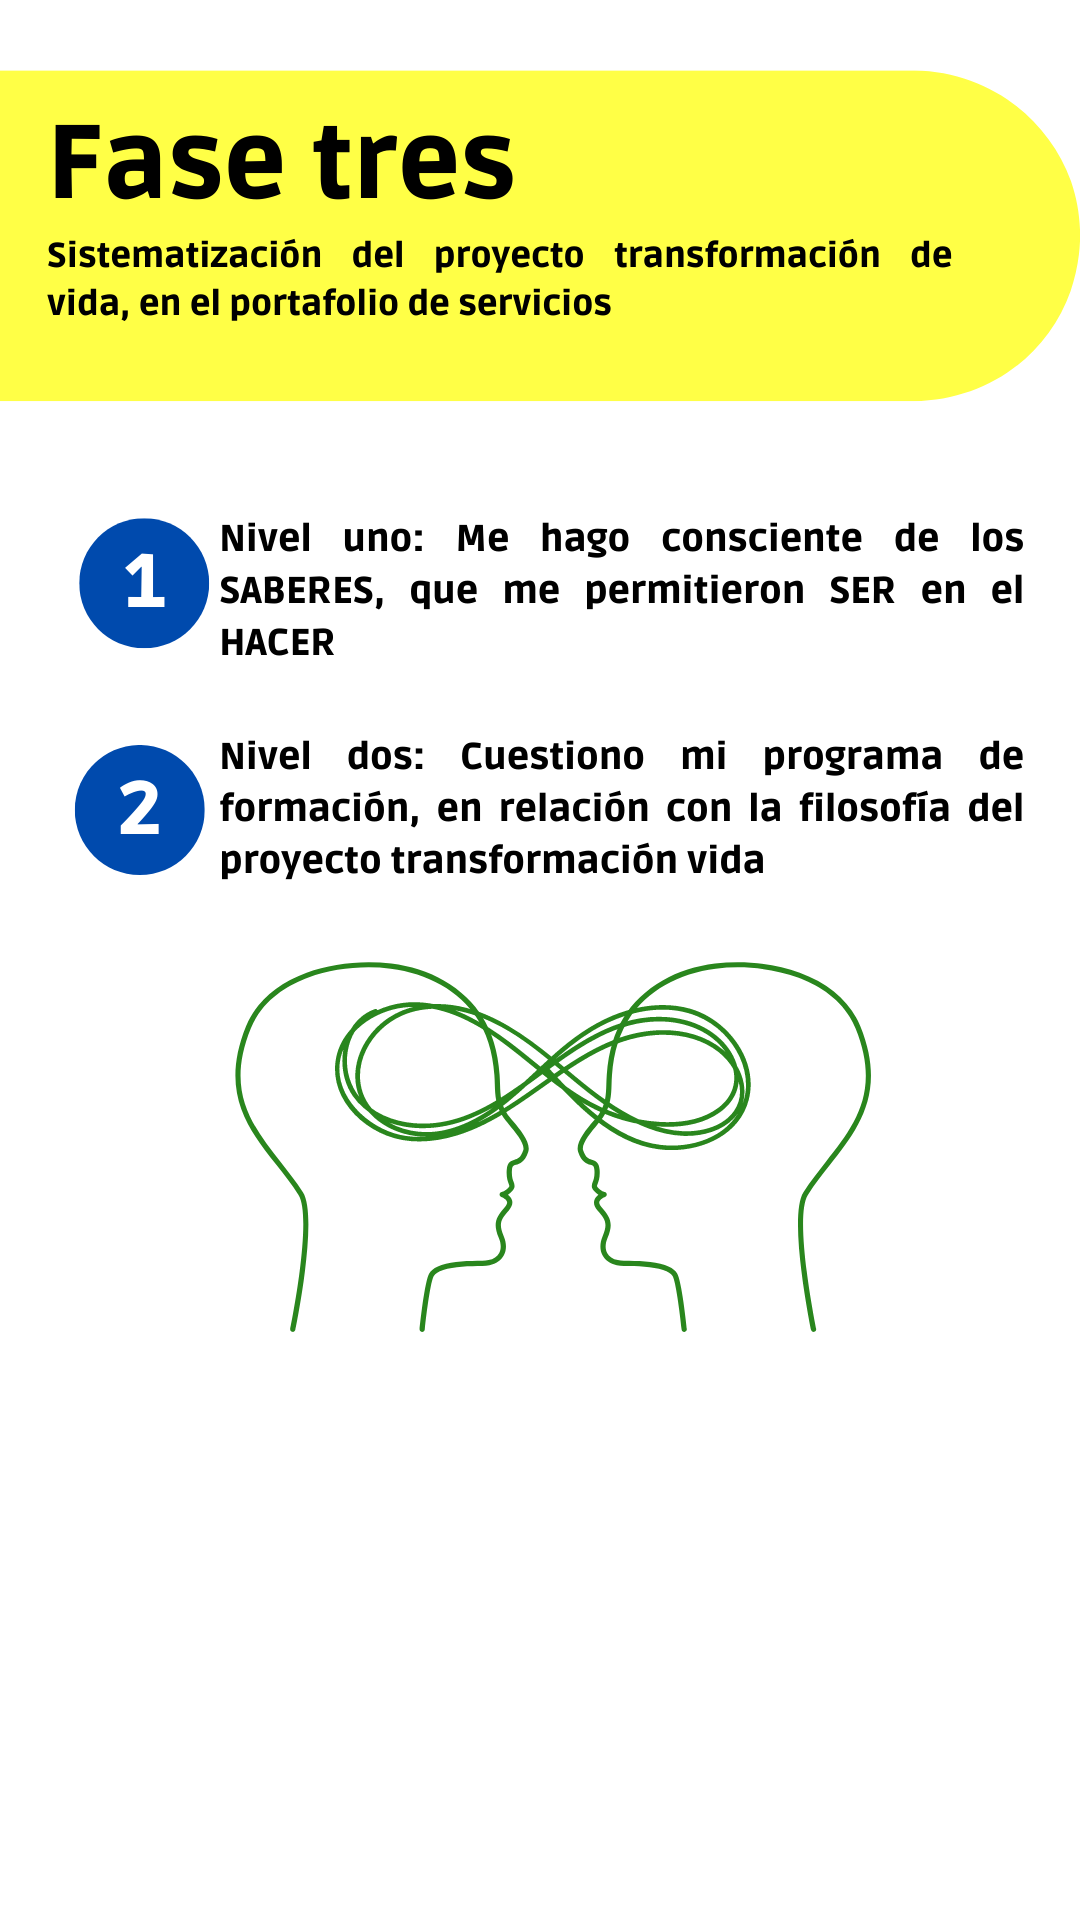 Fase tres
Sistematización del proyecto transformación de
vida, en el portafolio de servicios
1
Nivel uno: Me hago consciente de los
SABERES, que me permitieron SER en el
HACER
2
Nivel dos: Cuestiono mi programa de
formación, en relación con la filosofía del
proyecto transformación vida